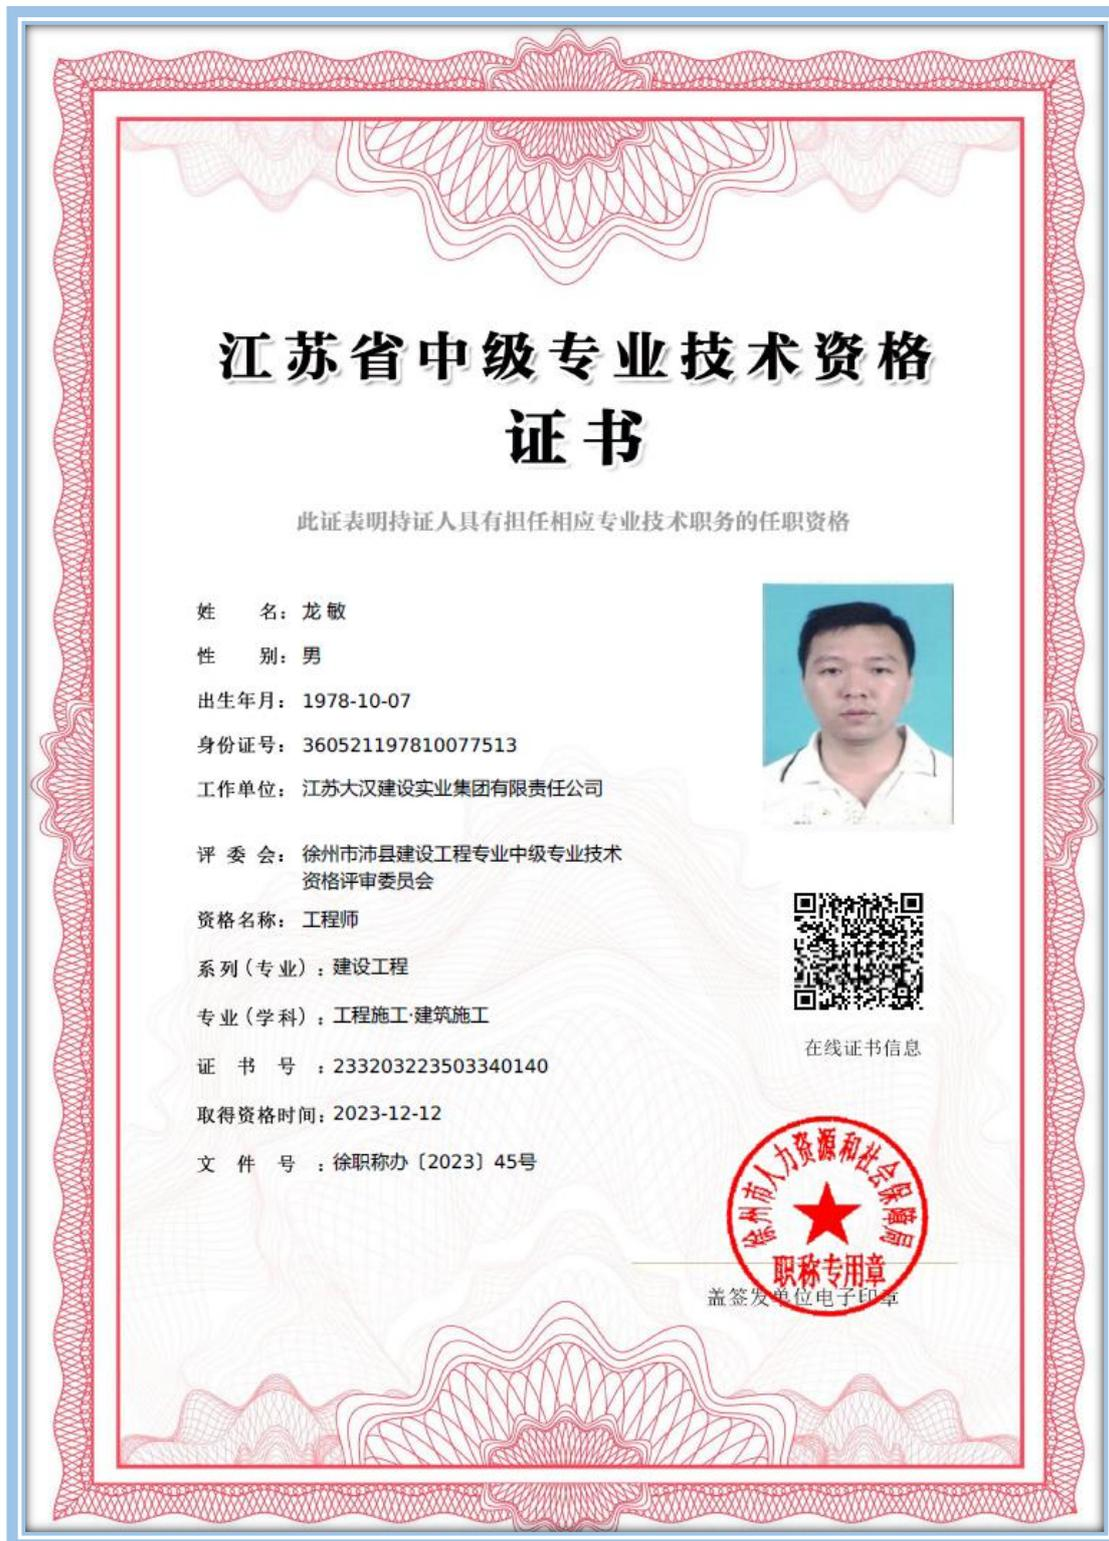 江苏省中级专业技术资格
证书
此证表明持证人具有担任相应专业技术职务的任职资格
姓 名：龙敏
性 别：男
出生年月：1978-10-07
身份证号：360521197810077513
工作单位：江苏大汉建设实业集团有限责任公司
评委会：徐州市沛县建设工程专业中级专业技术
资格评审委员会
资格名称：工程师
系列（专业）：建设工程
专业（学科）：工程施工·建筑施工
证书号：233203223503340140
取得资格时间：2023-12-12
文件号：徐职称办〔2023〕45号
在线证书信息
徐州市人力资源和社会保障局
职称专用章
盖签发单位电子印章